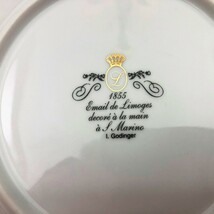 1855
Email de Limoges
decoré à la main
à S. Marino
I. Godinger